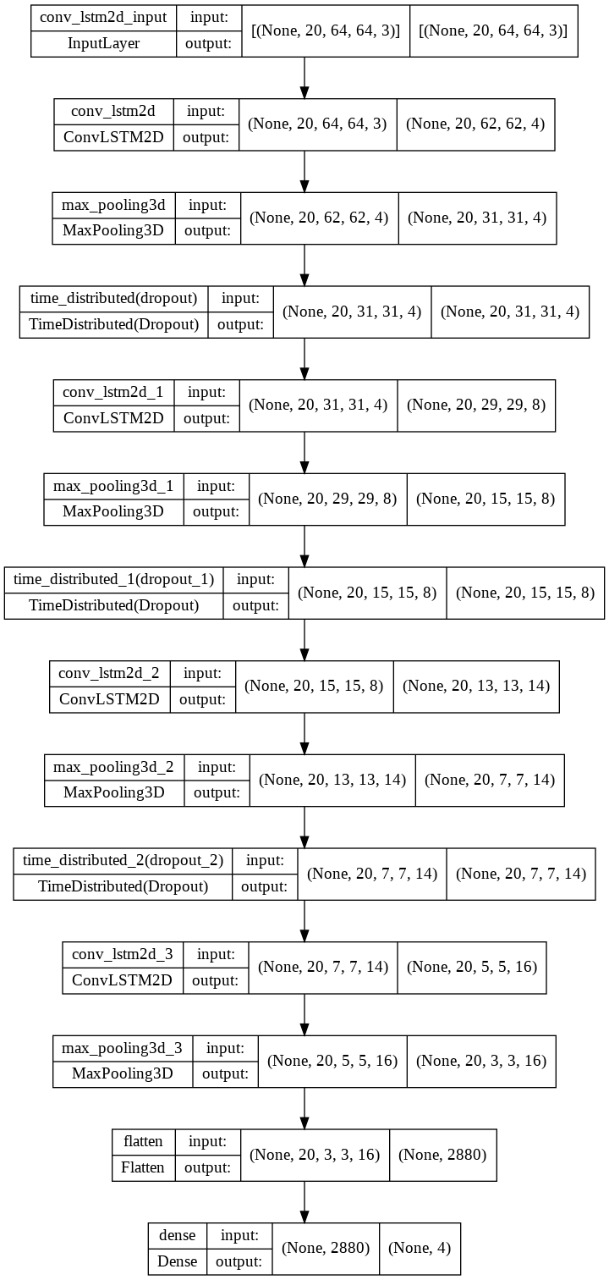 conv_lstm2d_input input: [(None, 20, 64, 64, 3)] [(None, 20, 64, 64, 3)]
InputLayer output:
conv_lstm2d input: (None, 20, 64, 64, 3) (None, 20, 62, 62, 4)
ConvLSTM2D output:
max_pooling3d input: (None, 20, 62, 62, 4) (None, 20, 31, 31, 4)
MaxPooling3D output:
time_distributed(dropout) input: (None, 20, 31, 31, 4) (None, 20, 31, 31, 4)
TimeDistributed(Dropout) output:
conv_lstm2d_1 input: (None, 20, 31, 31, 4) (None, 20, 29, 29, 8)
ConvLSTM2D output:
max_pooling3d_1 input: (None, 20, 29, 29, 8) (None, 20, 15, 15, 8)
MaxPooling3D output:
time_distributed_1(dropout_1) input: (None, 20, 15, 15, 8) (None, 20, 15, 15, 8)
TimeDistributed(Dropout) output:
conv_lstm2d_2 input: (None, 20, 15, 15, 8) (None, 20, 13, 13, 14)
ConvLSTM2D output:
max_pooling3d_2 input: (None, 20, 13, 13, 14) (None, 20, 7, 7, 14)
MaxPooling3D output:
time_distributed_2(dropout_2) input: (None, 20, 7, 7, 14) (None, 20, 7, 7, 14)
TimeDistributed(Dropout) output:
conv_lstm2d_3 input: (None, 20, 7, 7, 14) (None, 20, 5, 5, 16)
ConvLSTM2D output:
max_pooling3d_3 input: (None, 20, 5, 5, 16) (None, 20, 3, 3, 16)
MaxPooling3D output:
flatten input: (None, 20, 3, 3, 16) (None, 2880)
Flatten output:
dense input: (None, 2880) (None, 4)
Dense output: